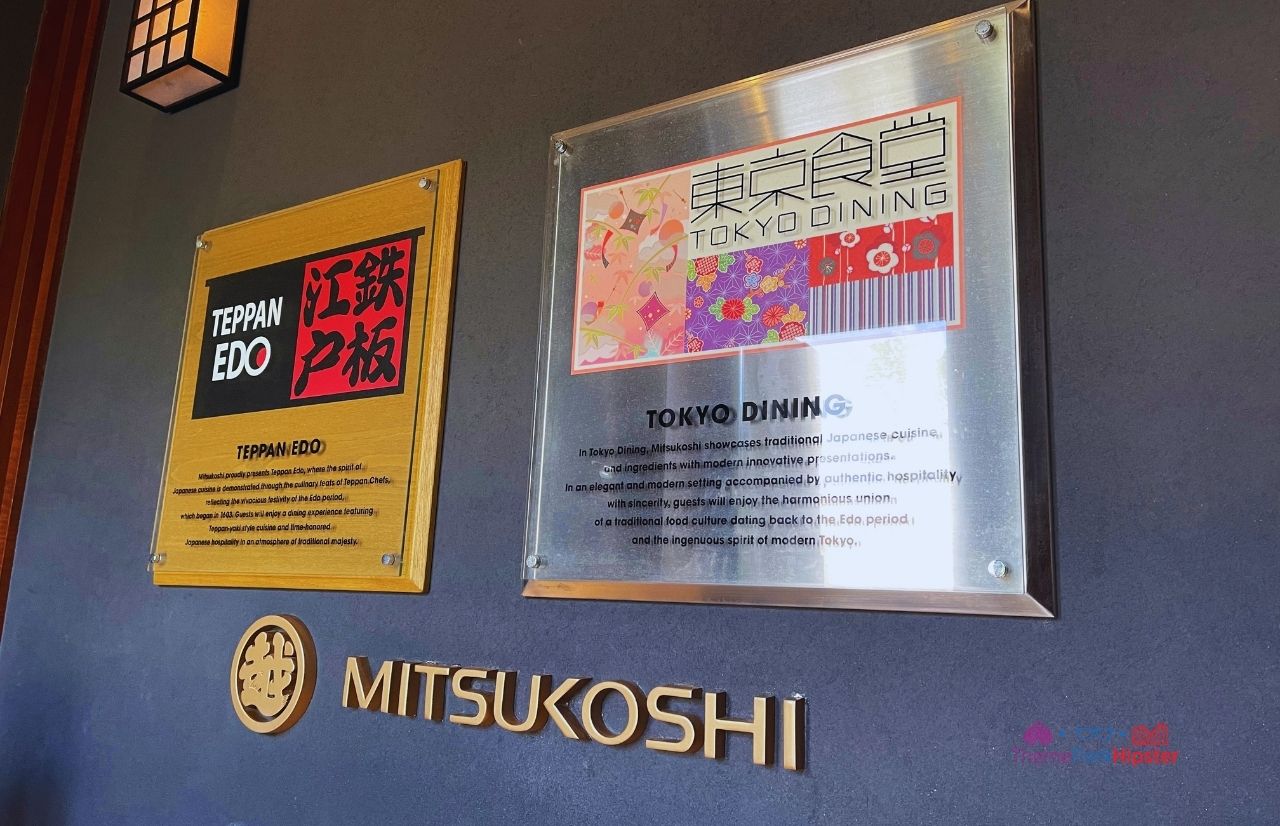 TEPPAN
EDO
鉄板
江戸
TEPPAN EDO
Mitsukoshi proudly presents Teppan Edo, where the spirit of
Japanese cuisine is demonstrated through the culinary feats of Teppan Chefs,
reflecting the vivacious festivity of the Edo period,
which began in 1603. Guests will enjoy a dining experience featuring
Teppan-yaki style cuisine and time-honored
Japanese hospitality in an atmosphere of traditional majesty.
東京食堂
TOKYO DINING
TOKYO DINING
In Tokyo Dining, Mitsukoshi showcases traditional Japanese cuisine
and ingredients with modern innovative presentations.
In an elegant and modern setting accompanied by authentic hospitality
with sincerity, guests will enjoy the harmonious union
of a traditional food culture dating back to the Edo period
and the ingenuous spirit of modern Tokyo.
越
MITSUKOSHI
ThemeParkHipster